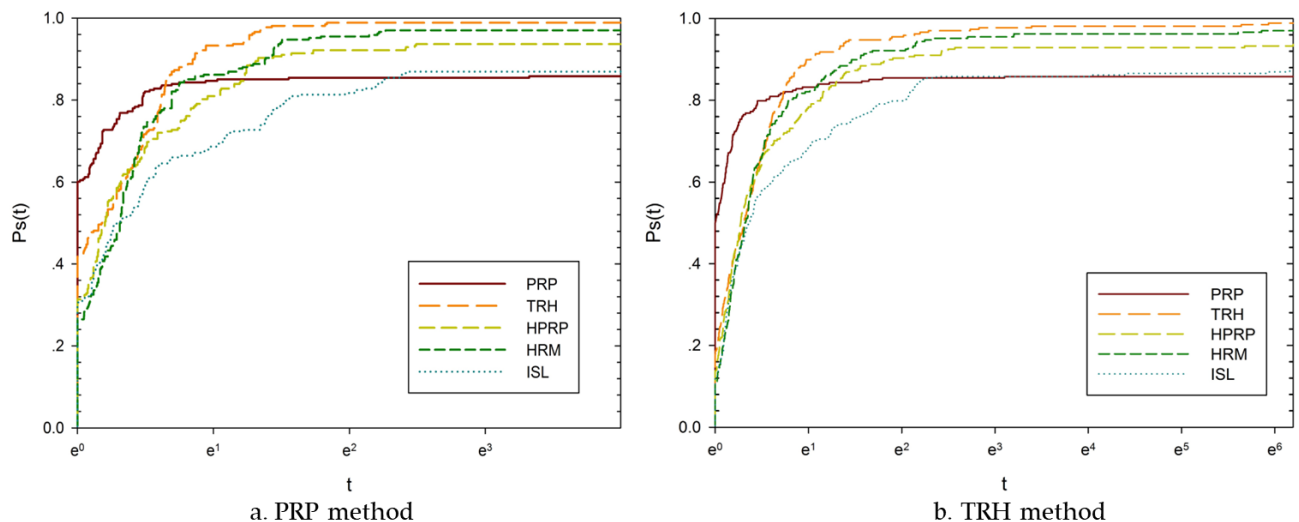 1.0
.8
.6
.4
.2
0.0
Ps(t)
PRP
TRH
HPRP
HRM
ISL
e⁰
e¹
e²
e³
t
a. PRP method
1.0
.8
.6
.4
.2
0.0
Ps(t)
PRP
TRH
HPRP
HRM
ISL
e⁰
e¹
e²
e³
e⁴
e⁵
e⁶
t
b. TRH method